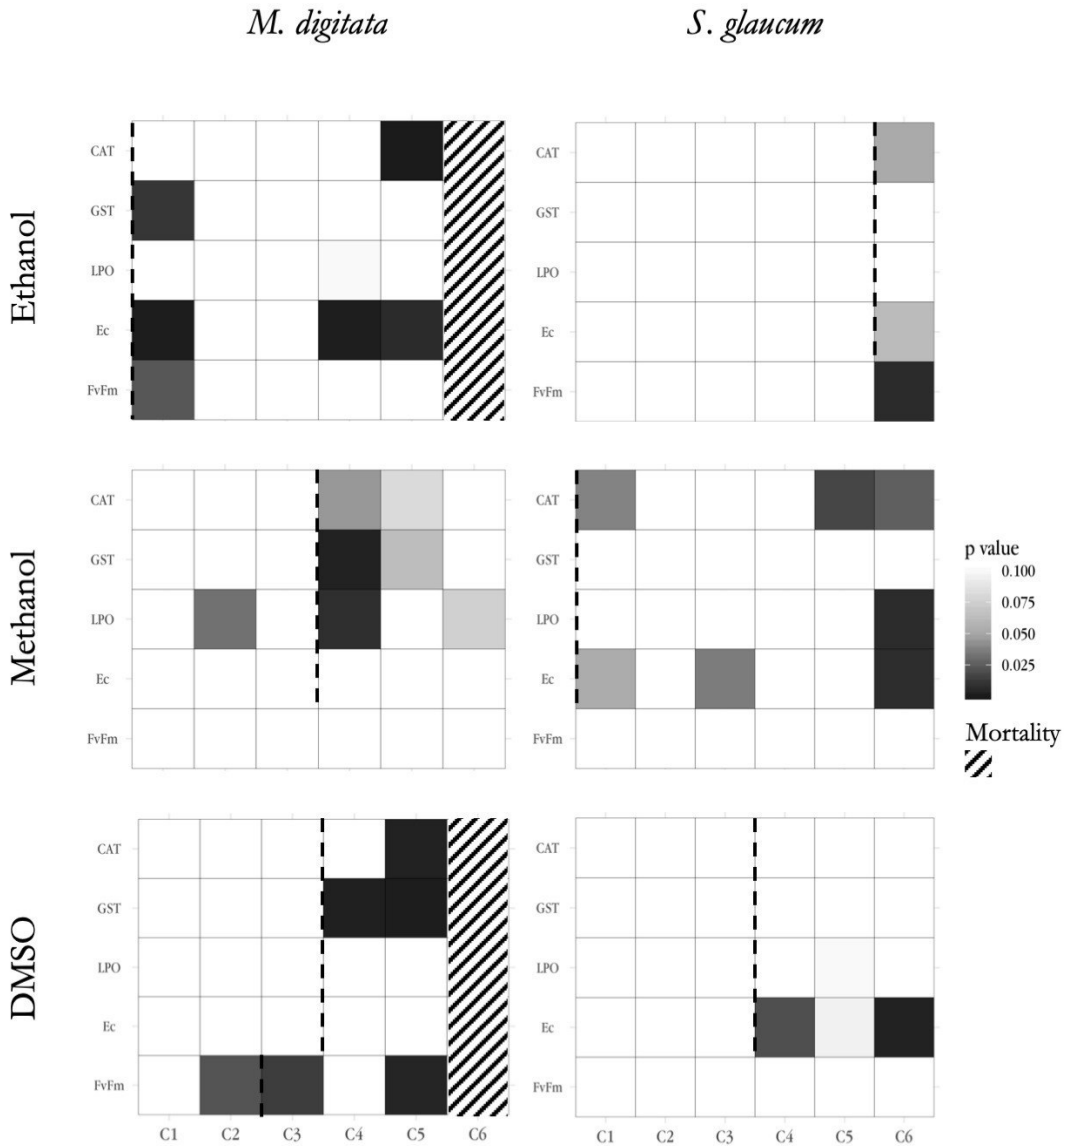 M. digitata
S. glaucum
Ethanol
CAT
GST
LPO
Ec
FvFm
CAT
GST
LPO
Ec
FvFm
Methanol
CAT
GST
LPO
Ec
FvFm
CAT
GST
LPO
Ec
FvFm
p value
0.100
0.075
0.050
0.025
Mortality
DMSO
CAT
GST
LPO
Ec
FvFm
C1 C2 C3 C4 C5 C6
CAT
GST
LPO
Ec
FvFm
C1 C2 C3 C4 C5 C6